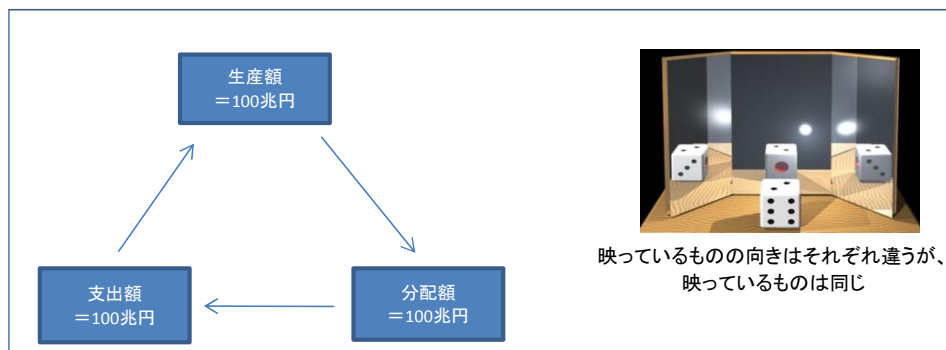 生産額
＝100兆円
支出額
＝100兆円
分配額
＝100兆円
映っているものの向きはそれぞれ違うが、
映っているものは同じ